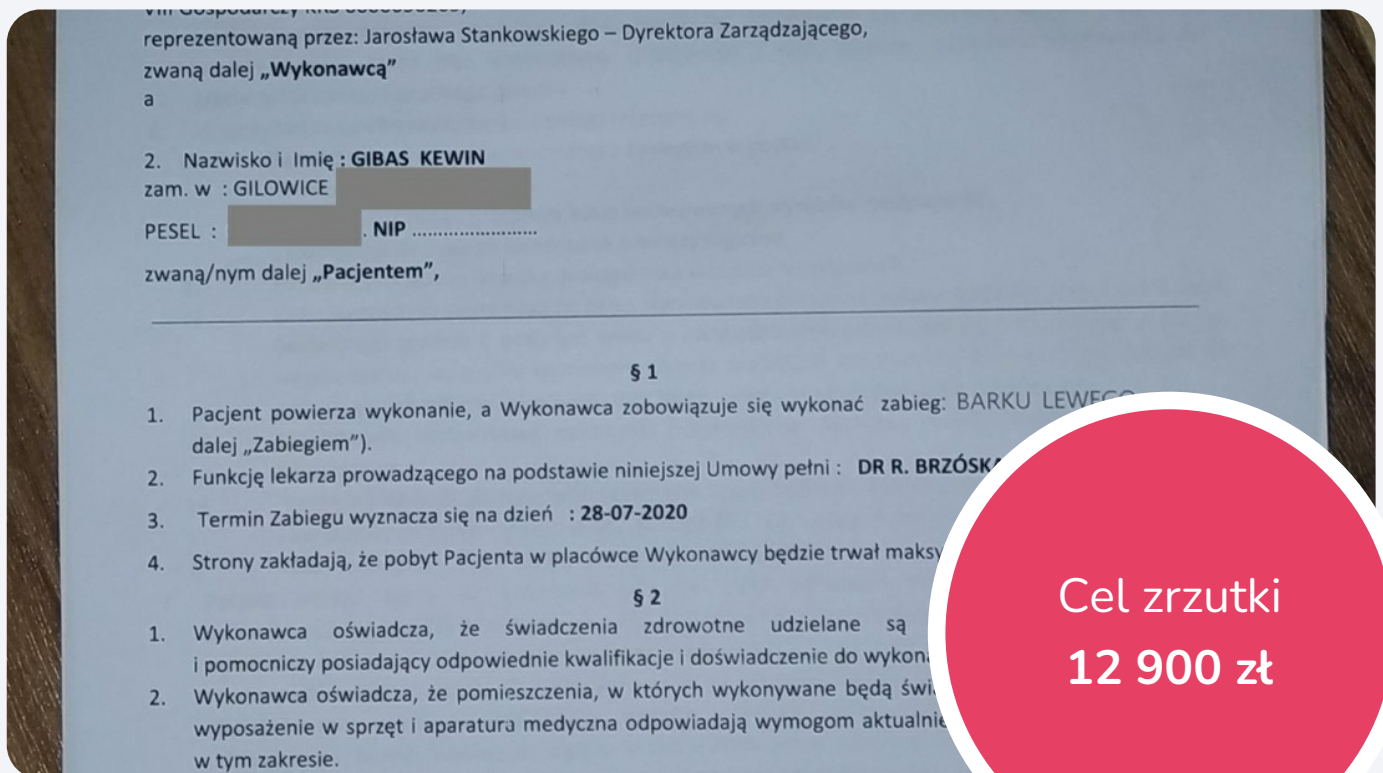 reprezentowaną przez: Jarosława Stankowskiego – Dyrektora Zarządzającego,
zwaną dalej „Wykonawcą”
a
2. Nazwisko i Imię : GIBAS KEWIN
zam. w : GILOWICE
PESEL : . NIP ........................
zwaną/nym dalej „Pacjentem”,
§ 1
1. Pacjent powierza wykonanie, a Wykonawca zobowiązuje się wykonać zabieg: BARKU LEWEGO
dalej „Zabiegiem”).
2. Funkcję lekarza prowadzącego na podstawie niniejszej Umowy pełni : DR R. BRZÓSKA
3. Termin Zabiegu wyznacza się na dzień : 28-07-2020
4. Strony zakładają, że pobyt Pacjenta w placówce Wykonawcy będzie trwał
§ 2
1. Wykonawca oświadcza, że świadczenia zdrowotne udzielane są
i pomocniczy posiadający odpowiednie kwalifikacje i doświadczenie do
2. Wykonawca oświadcza, że pomieszczenia, w których wykonywane będą
wyposażenie w sprzęt i aparatura medyczna odpowiadają wymogom
w tym zakresie.
Cel zrzutki
12 900 zł